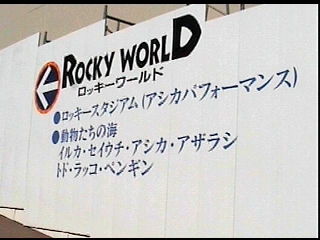 ROCKY WORLD
ロッキーワールド
●ロッキースタジアム(アシカパフォーマンス)
●動物たちの海
イルカ・セイウチ・アシカ・アザラシ
トド・ラッコ・ペンギン